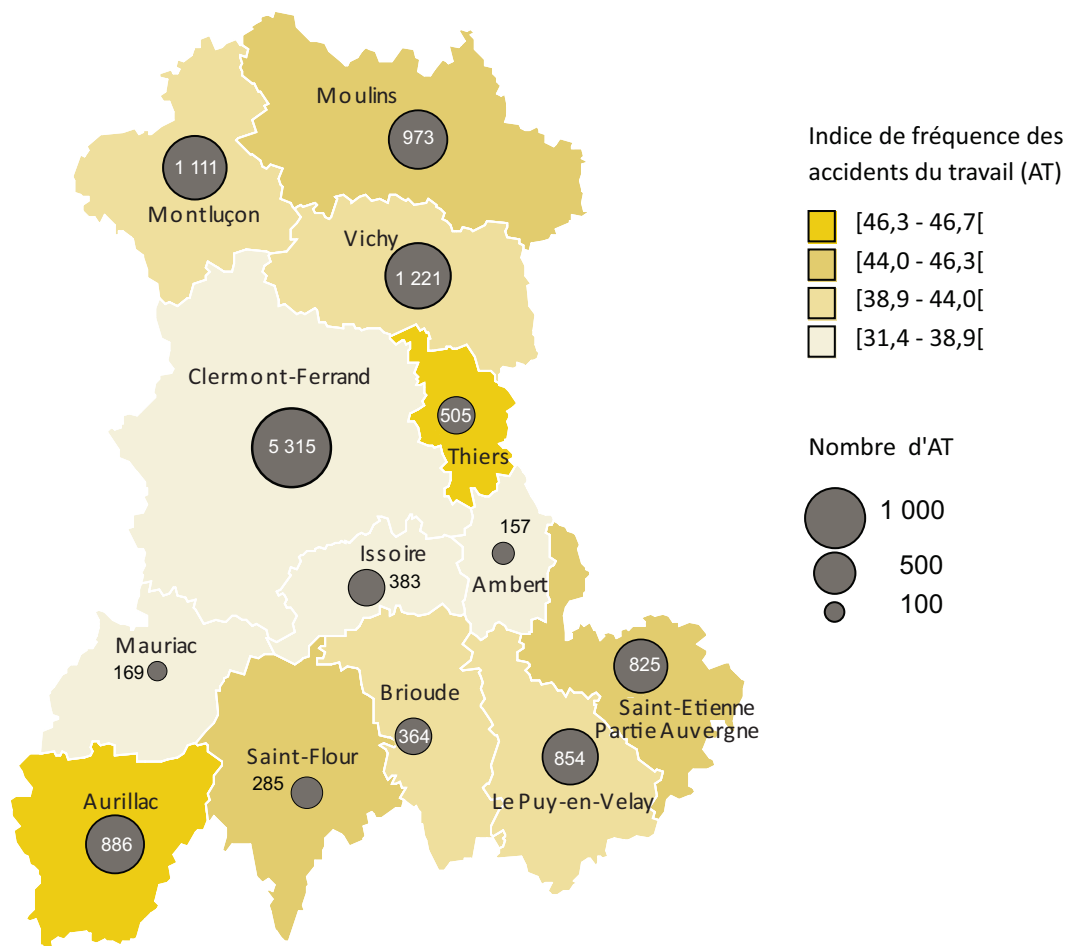 Moulins
973
1 111
Montluçon
Vichy
1 221
Clermont-Ferrand
5 315
505
Thiers
157
Ambert
Issoire
383
Mauriac
169
825
Saint-Etienne
Partie Auvergne
Brioude
364
Saint-Flour
285
854
Le Puy-en-Velay
Aurillac
886
Indice de fréquence des
accidents du travail (AT)
[46,3 - 46,7[
[44,0 - 46,3[
[38,9 - 44,0[
[31,4 - 38,9[
Nombre d'AT
1 000
500
100